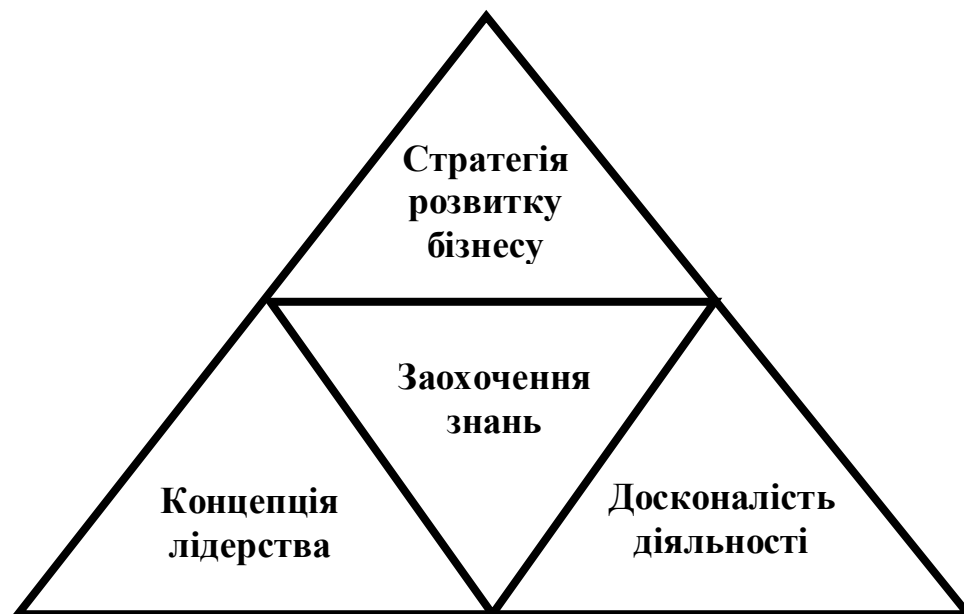 Стратегія
розвитку
бізнесу
Заохочення
знань
Концепція
лідерства
Досконалість
діяльності